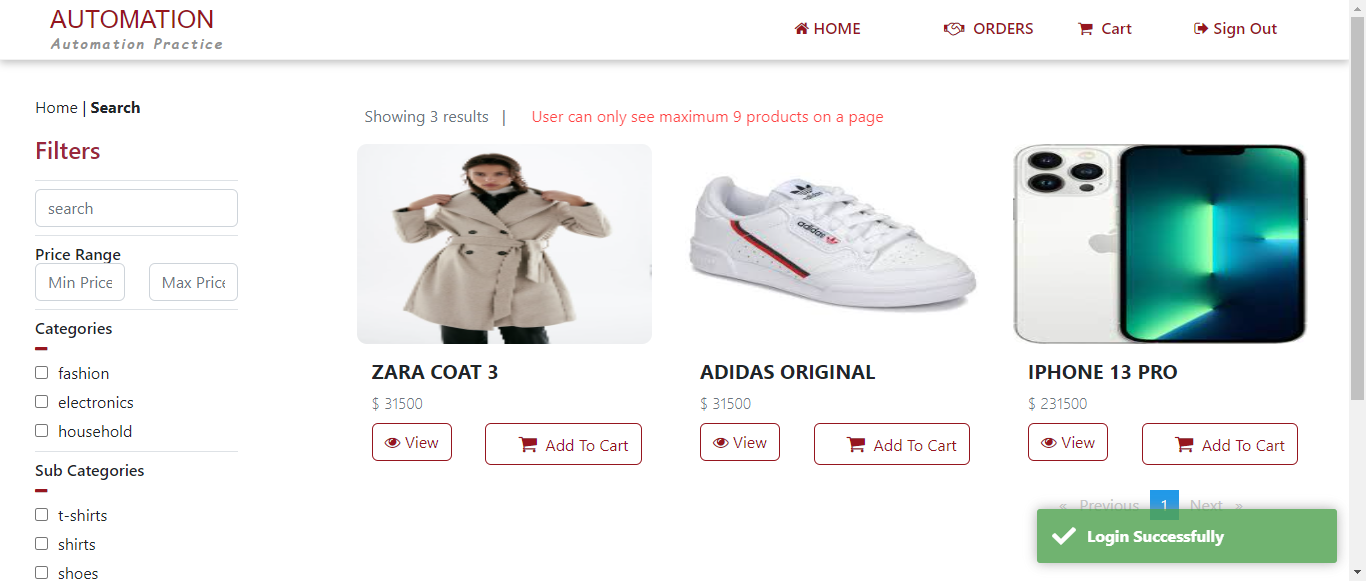 AUTOMATION
Automation Practice
HOME
ORDERS
Cart
Sign Out
Home | Search
Filters
search
Price Range
Min Price
Max Price
Categories
fashion
electronics
household
Sub Categories
t-shirts
shirts
shoes
Showing 3 results |
User can only see maximum 9 products on a page
adidas
ZARA COAT 3
$ 31500
View
Add To Cart
ADIDAS ORIGINAL
$ 31500
View
Add To Cart
IPHONE 13 PRO
$ 231500
View
Add To Cart
« Previous 1 Next »
Login Successfully